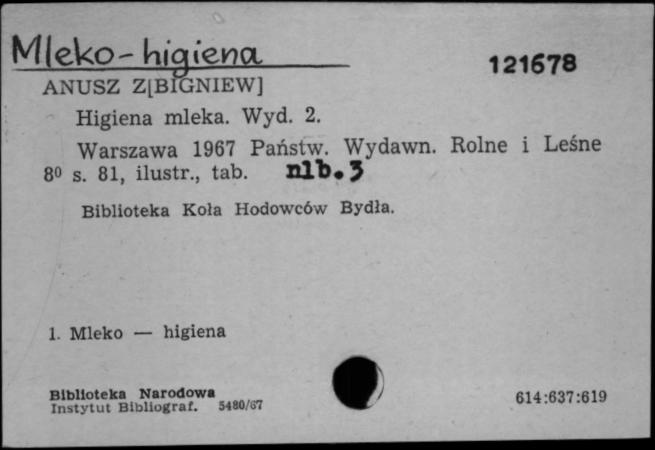 Mleko-higiena
121678
ANUSZ Z[BIGNIEW]
Higiena mleka. Wyd. 2.
Warszawa 1967 Państw. Wydawn. Rolne i Leśne
8⁰ s. 81, ilustr., tab. nlb.3
Biblioteka Koła Hodowców Bydła.
1. Mleko — higiena
Biblioteka Narodowa
Instytut Bibliograf. 5480/67
614:637:619